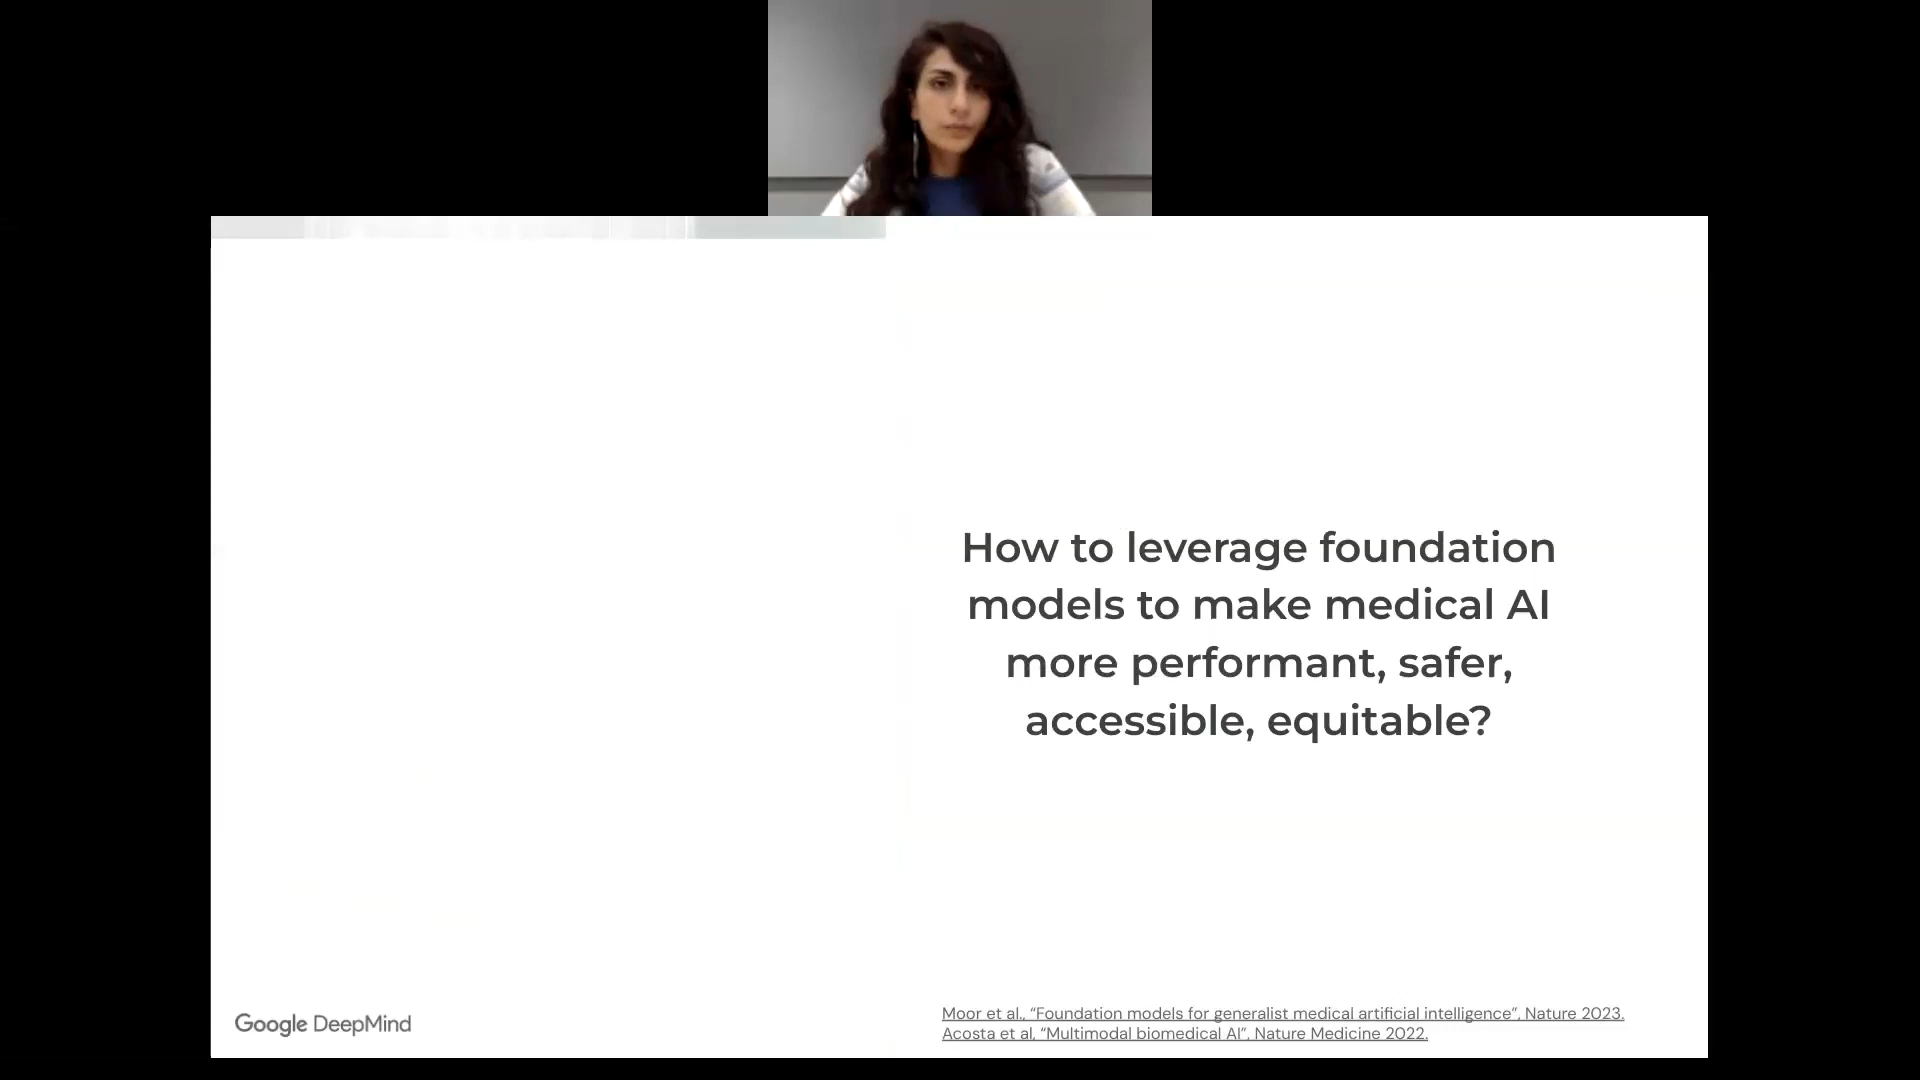 How to leverage foundation
models to make medical AI
more performant, safer,
accessible, equitable?
Google DeepMind
Moor et al., “Foundation models for generalist medical artificial intelligence”, Nature 2023.
Acosta et al, “Multimodal biomedical AI”, Nature Medicine 2022.